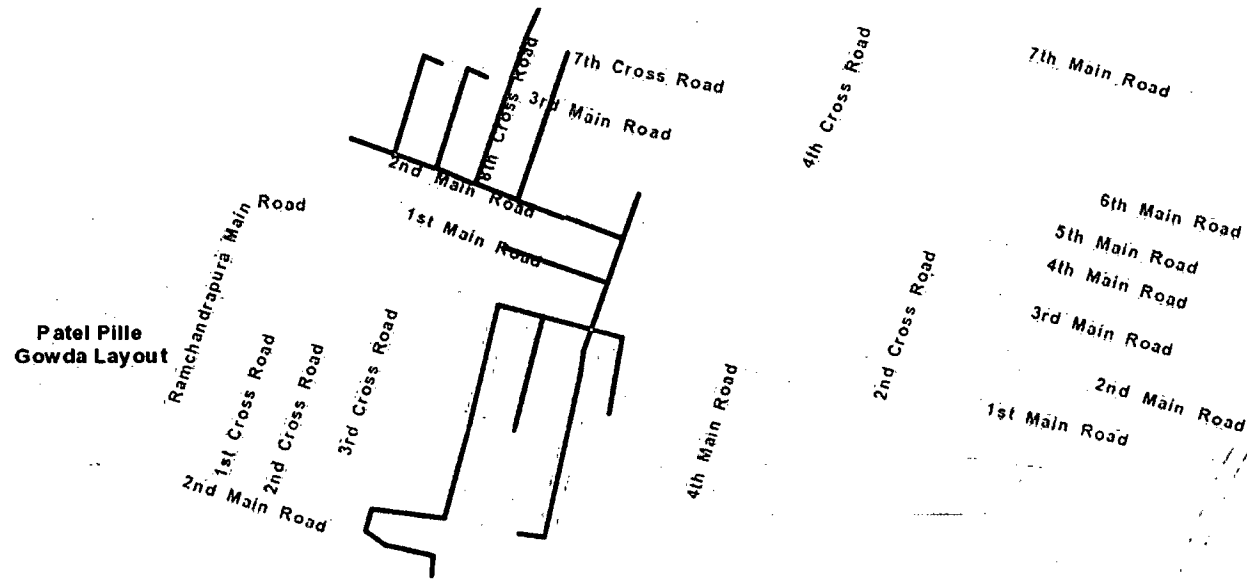 7th Cross Road
8th Cross Road
3rd Main Road
4th Cross Road
7th Main Road
2nd Main Road
1st Main Road
Ramchandrapura Main Road
6th Main Road
5th Main Road
4th Main Road
3rd Main Road
2nd Main Road
1st Main Road
2nd Cross Road
4th Main Road
Patel Pille
Gowda Layout
1st Cross Road
2nd Cross Road
3rd Cross Road
2nd Main Road